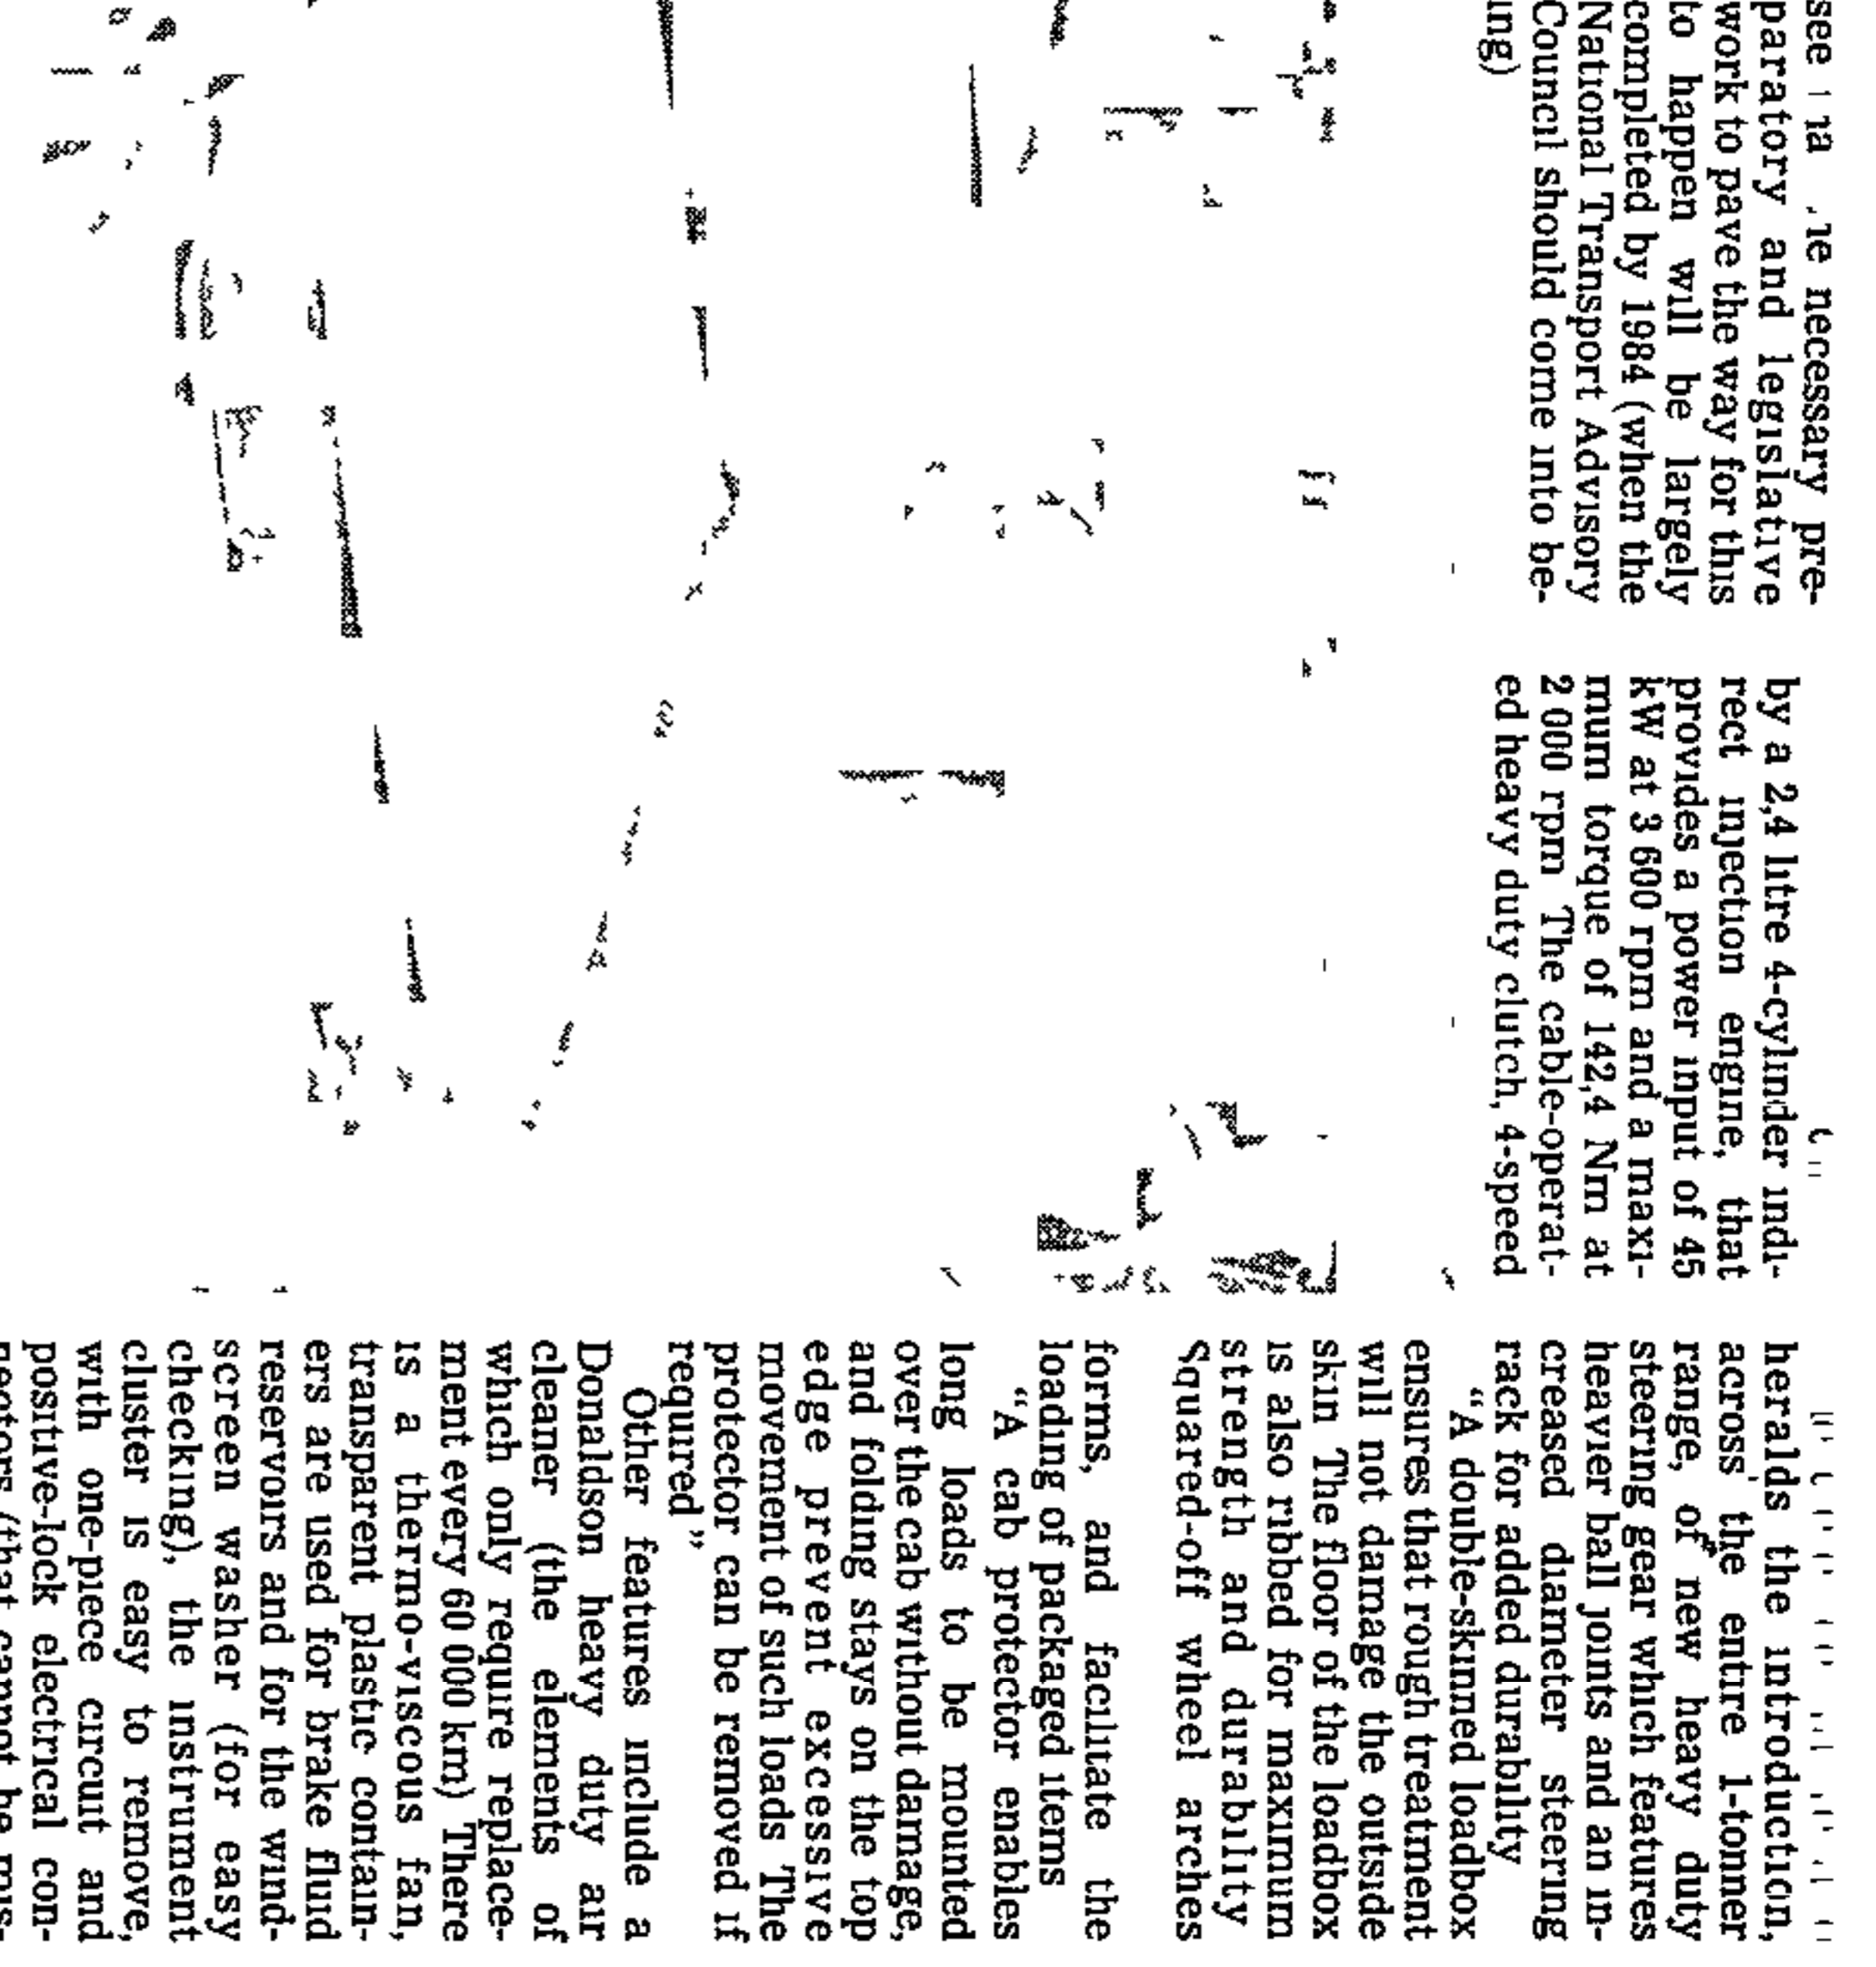 necessary pre-
paratory and legislative
work to pave the way for this
to happen will be largely
completed by 1984 (when the
National Transport Advisory
Council should come into be-
ing)
by a 2,4 litre 4-cylinder indi-
rect injection engine, that
provides a power input of 45
kW at 3 600 rpm and a maxi-
mum torque of 142,4 Nm at
2 000 rpm The cable-operat-
ed heavy duty clutch, 4-speed
heralds the introduction,
across the entire 1-tonner
range, of new heavy duty
steering gear which features
heavier ball joints and an in-
creased diameter steering
rack for added durability
“A double-skinned loadbox
ensures that rough treatment
will not damage the outside
skin The floor of the loadbox
is also ribbed for maximum
strength and durability
Squared-off wheel arches
forms, and facilitate the
loading of packaged items
“A cab protector enables
long loads to be mounted
over the cab without damage,
and folding stays on the top
edge prevent excessive
movement of such loads The
protector can be removed if
required”
Other features include a
Donaldson heavy duty air
cleaner (the elements of
which only require replace-
ment every 60 000 km) There
is a thermo-viscous fan,
transparent plastic contain-
ers are used for brake fluid
reservoirs and for the wind-
screen washer (for easy
checking), the instrument
cluster is easy to remove,
with one-piece circuit and
positive-lock electrical con-